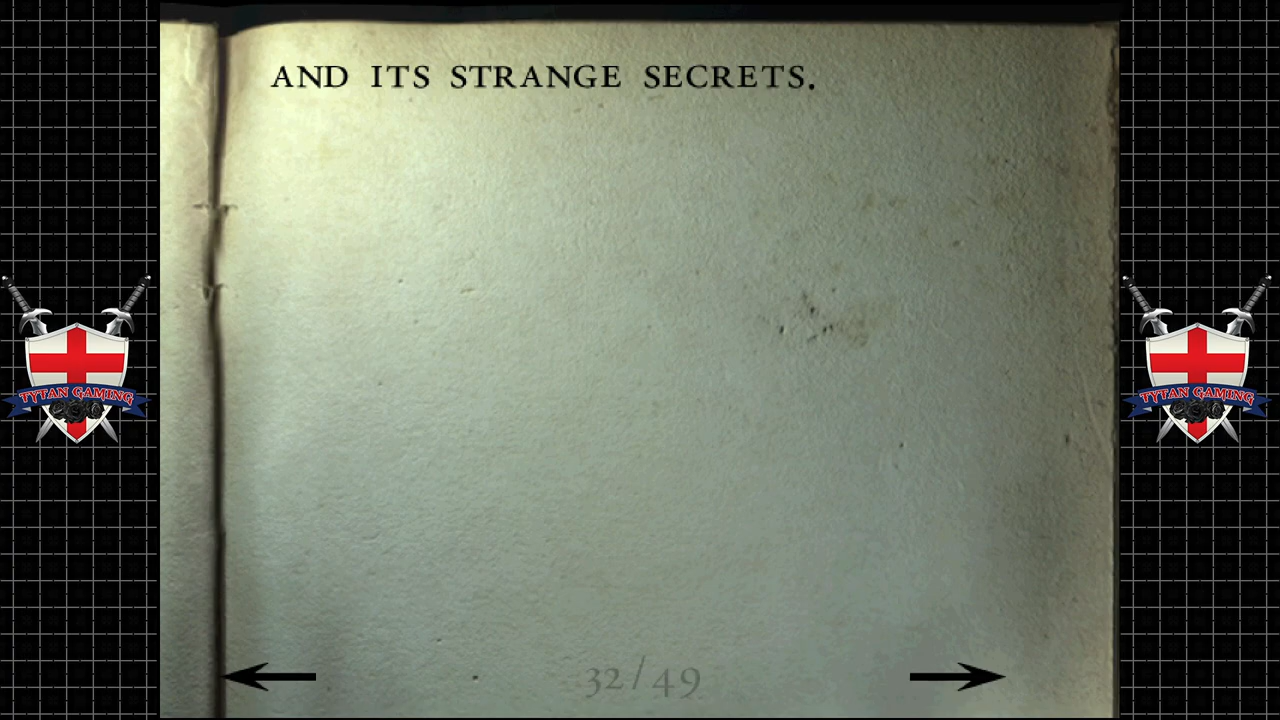 AND ITS STRANGE SECRETS.
TYTAN GAMING
TYTAN GAMING
32/49